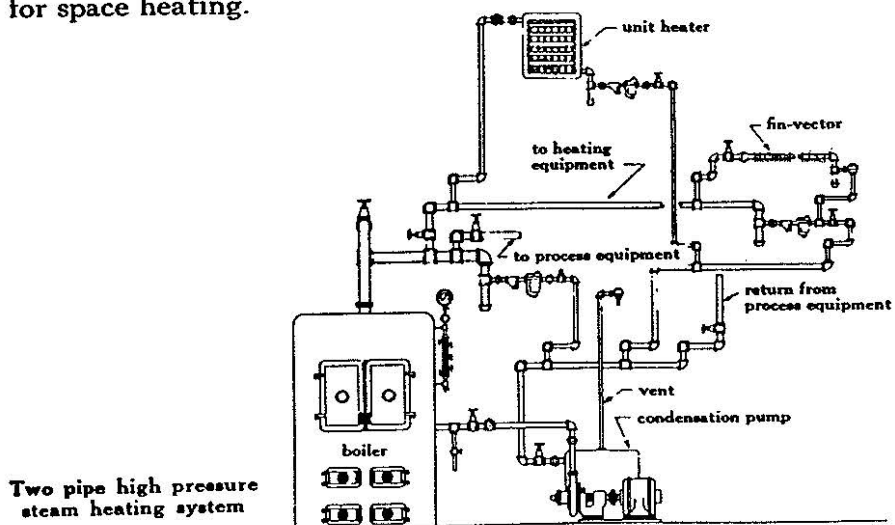 for space heating.
unit heater
fin-vector
to heating
equipment
to process equipment
return from
process equipment
vent
condensation pump
boiler
Two pipe high pressure
steam heating system